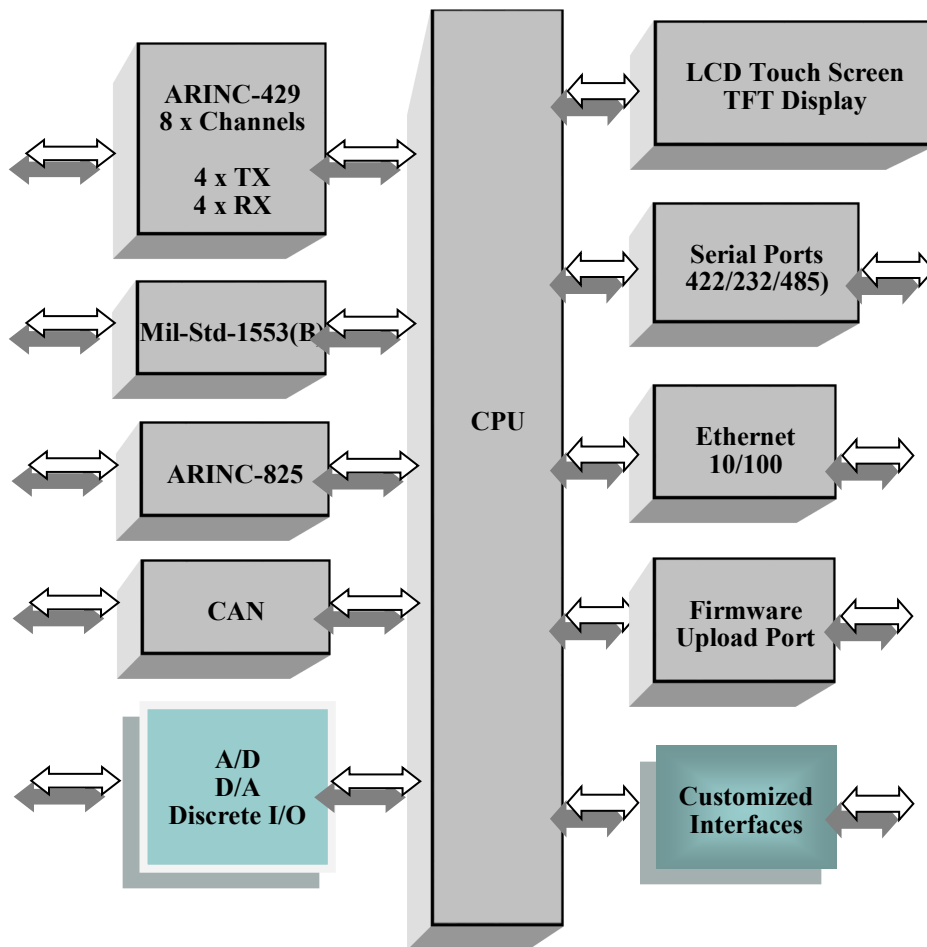 ARINC-429
8 x Channels
4 x TX
4 x RX
Mil-Std-1553(B)
ARINC-825
CAN
A/D
D/A
Discrete I/O
CPU
LCD Touch Screen
TFT Display
Serial Ports
422/232/485)
Ethernet
10/100
Firmware
Upload Port
Customized
Interfaces